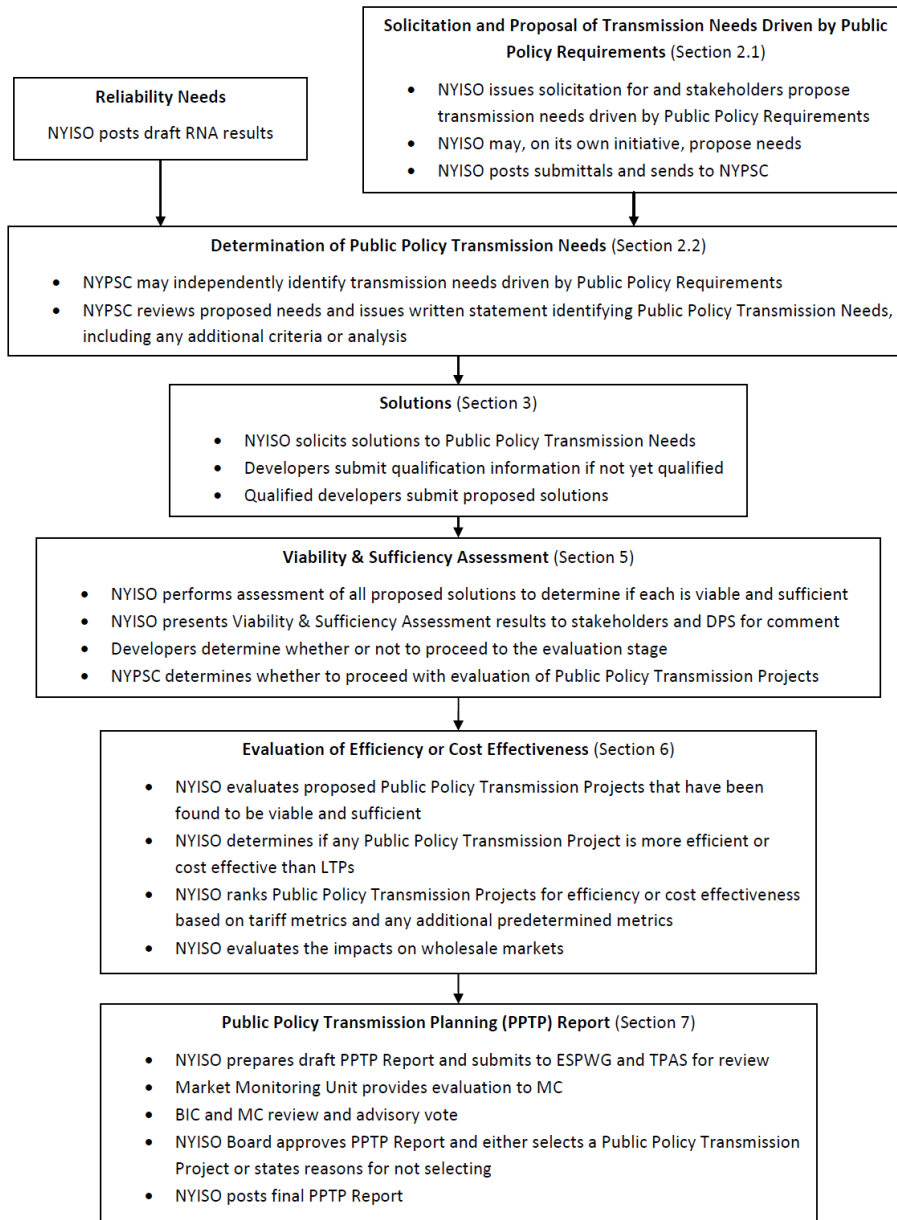 Solicitation and Proposal of Transmission Needs Driven by Public
Policy Requirements (Section 2.1)
• NYISO issues solicitation for and stakeholders propose
transmission needs driven by Public Policy Requirements
• NYISO may, on its own initiative, propose needs
• NYISO posts submittals and sends to NYPSC
Reliability Needs
NYISO posts draft RNA results
Determination of Public Policy Transmission Needs (Section 2.2)
• NYPSC may independently identify transmission needs driven by Public Policy Requirements
• NYPSC reviews proposed needs and issues written statement identifying Public Policy Transmission Needs,
including any additional criteria or analysis
Solutions (Section 3)
• NYISO solicits solutions to Public Policy Transmission Needs
• Developers submit qualification information if not yet qualified
• Qualified developers submit proposed solutions
Viability & Sufficiency Assessment (Section 5)
• NYISO performs assessment of all proposed solutions to determine if each is viable and sufficient
• NYISO presents Viability & Sufficiency Assessment results to stakeholders and DPS for comment
• Developers determine whether or not to proceed to the evaluation stage
• NYPSC determines whether to proceed with evaluation of Public Policy Transmission Projects
Evaluation of Efficiency or Cost Effectiveness (Section 6)
• NYISO evaluates proposed Public Policy Transmission Projects that have been
found to be viable and sufficient
• NYISO determines if any Public Policy Transmission Project is more efficient or
cost effective than LTPs
• NYISO ranks Public Policy Transmission Projects for efficiency or cost effectiveness
based on tariff metrics and any additional predetermined metrics
• NYISO evaluates the impacts on wholesale markets
Public Policy Transmission Planning (PPTP) Report (Section 7)
• NYISO prepares draft PPTP Report and submits to ESPWG and TPAS for review
• Market Monitoring Unit provides evaluation to MC
• BIC and MC review and advisory vote
• NYISO Board approves PPTP Report and either selects a Public Policy Transmission
Project or states reasons for not selecting
• NYISO posts final PPTP Report